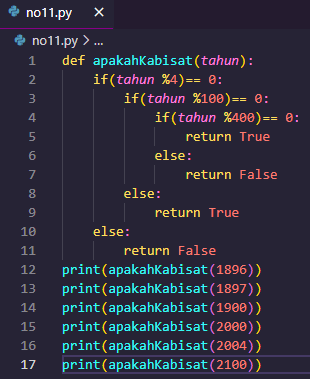 no11.py ×
no11.py > ...
1 def apakahKabisat(tahun):
2     if(tahun %4)== 0:
3         if(tahun %100)== 0:
4             if(tahun %400)== 0:
5                 return True
6             else:
7                 return False
8         else:
9             return True
10     else:
11         return False
12 print(apakahKabisat(1896))
13 print(apakahKabisat(1897))
14 print(apakahKabisat(1900))
15 print(apakahKabisat(2000))
16 print(apakahKabisat(2004))
17 print(apakahKabisat(2100))